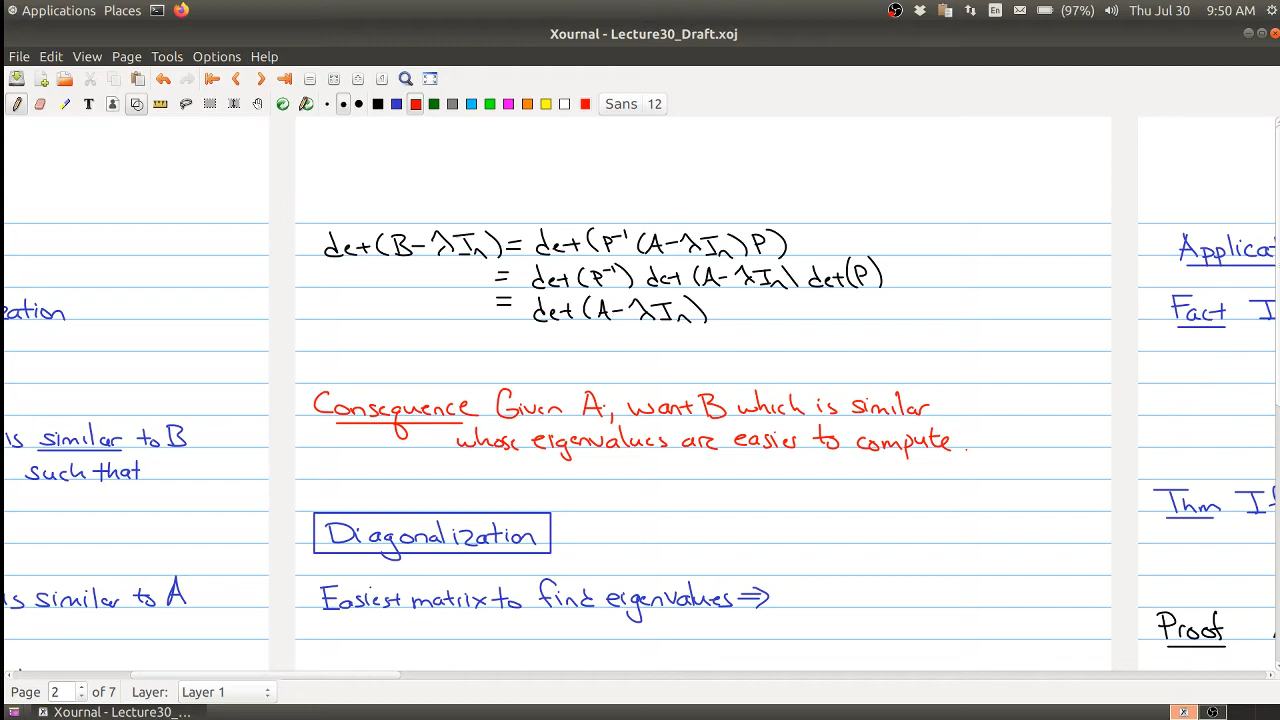 Applications Places En (97%) Thu Jul 30 9:50 AM
Xournal - Lecture30_Draft.xoj
File Edit View Page Tools Options Help
T Sans 12
det(B-λIₙ) = det(P⁻¹(A-λIₙ)P)
= det(P⁻¹) det(A-λIₙ) det(P)
= det(A-λIₙ)
Consequence Given A, want B which is similar
whose eigenvalues are easier to compute.
Diagonalization
Easiest matrix to find eigenvalues ⇒
is similar to B
such that
is similar to A
Applica
Fact I
Thm If
Proof
Page 2 of 7 Layer: Layer 1
Xournal - Lecture30_...